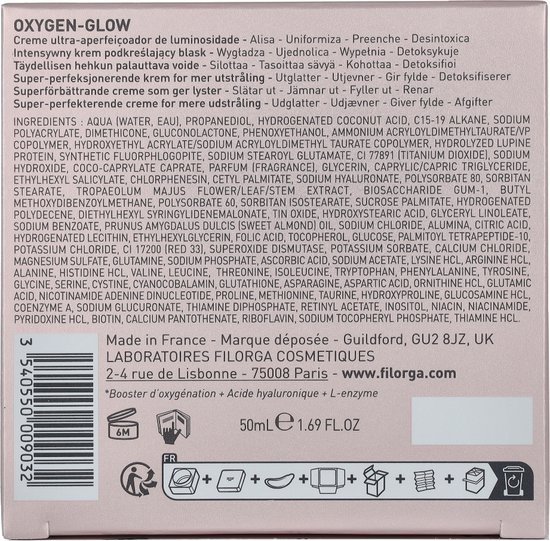 OXYGEN-GLOW
Creme ultra-aperfeiçoador de luminosidade - Alisa - Uniformiza - Preenche - Desintoxica
Intensywny krem podkreślający blask - Wygładza - Ujednolica - Wypełnia - Detoksykuje
Täydellisen hehkun palauttava voide - Silottaa - Tasoittaa sävyä - Kohottaa - Detoksifioi
Super-perfeksjonerende krem for mer utstråling - Utglatter - Utjevner - Gir fylde - Detoksifiserer
Superförbättrande creme som ger lyster - Slätar ut - Jämnar ut - Fyller ut - Renar
Super-perfekterende creme for mere udstråling - Udglatter - Udjævner - Giver fylde - Afgifter
INGREDIENTS : AQUA (WATER, EAU), PROPANEDIOL, HYDROGENATED COCONUT ACID, C15-19 ALKANE, SODIUM
POLYACRYLATE, DIMETHICONE, GLUCONOLACTONE, PHENOXYETHANOL, AMMONIUM ACRYLOYLDIMETHYLTAURATE/VP
COPOLYMER, HYDROXYETHYL ACRYLATE/SODIUM ACRYLOYLDIMETHYL TAURATE COPOLYMER, HYDROLYZED LUPINE
PROTEIN, SYNTHETIC FLUORPHLOGOPITE, SODIUM STEAROYL GLUTAMATE, CI 77891 (TITANIUM DIOXIDE), SODIUM
HYDROXIDE, COCO-CAPRYLATE CAPRATE, PARFUM (FRAGRANCE), GLYCERIN, CAPRYLIC/CAPRIC TRIGLYCERIDE,
ETHYLHEXYL SALICYLATE, CHLORPHENESIN, CETYL PALMITATE, SODIUM HYALURONATE, POLYSORBATE 80, SORBITAN
STEARATE, TROPAEOLUM MAJUS FLOWER/LEAF/STEM EXTRACT, BIOSACCHARIDE GUM-1, BUTYL
METHOXYDIBENZOYLMETHANE, POLYSORBATE 60, SORBITAN ISOSTEARATE, SUCROSE PALMITATE, HYDROGENATED
POLYDECENE, DIETHYLHEXYL SYRINGYLIDENEMALONATE, TIN OXIDE, HYDROXYSTEARIC ACID, GLYCERYL LINOLEATE,
SODIUM BENZOATE, PRUNUS AMYGDALUS DULCIS (SWEET ALMOND) OIL, SODIUM CHLORIDE, ALUMINA, CITRIC ACID,
HYDROGENATED LECITHIN, ETHYLHEXYLGLYCERIN, FOLIC ACID, TOCOPHEROL, GLUCOSE, PALMITOYL TETRAPEPTIDE-10,
POTASSIUM CHLORIDE, CI 17200 (RED 33), SUPEROXIDE DISMUTASE, POTASSIUM SORBATE, CALCIUM CHLORIDE,
MAGNESIUM SULFATE, GLUTAMINE, SODIUM PHOSPHATE, ASCORBIC ACID, SODIUM ACETATE, LYSINE HCL, ARGININE HCL,
ALANINE, HISTIDINE HCL, VALINE, LEUCINE, THREONINE, ISOLEUCINE, TRYPTOPHAN, PHENYLALANINE, TYROSINE,
GLYCINE, SERINE, CYSTINE, CYANOCOBALAMIN, GLUTATHIONE, ASPARAGINE, ASPARTIC ACID, ORNITHINE HCL, GLUTAMIC
ACID, NICOTINAMIDE ADENINE DINUCLEOTIDE, PROLINE, METHIONINE, TAURINE, HYDROXYPROLINE, GLUCOSAMINE HCL,
COENZYME A, SODIUM GLUCURONATE, DISODIUM FLAVINE ADENINE DINUCLEOTIDE, THIAMINE
DIPHOSPHATE, RETINYL ACETATE, INOSITOL, NIACIN, NIACINAMIDE,
PYRIDOXINE HCL, BIOTIN, CALCIUM PANTOTHENATE, RIBOFLAVIN, SODIUM TOCOPHERYL PHOSPHATE, THIAMINE HCL.
Made in France - Marque déposée - Guildford, GU2 8JZ, UK
LABORATOIRES FILORGA COSMETIQUES
2-4 rue de Lisbonne - 75008 Paris - www.filorga.com
*Booster d'oxygénation + Acide hyaluronique + L-enzyme
3 540550 009032
6M
50mL e 1.69 FL.OZ
FR